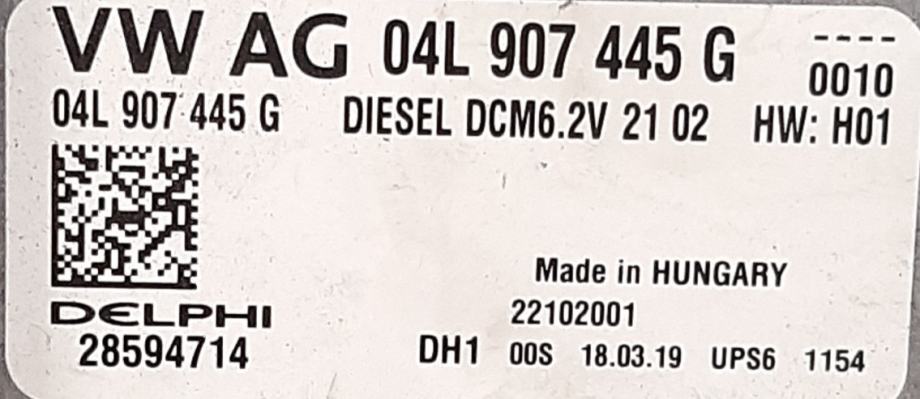 VW AG 04L 907 445 G ----
0010
04L 907 445 G DIESEL DCM6.2V 21 02 HW: H01
Made in HUNGARY
DELPHI 22102001
28594714 DH1 00S 18.03.19 UPS6 1154